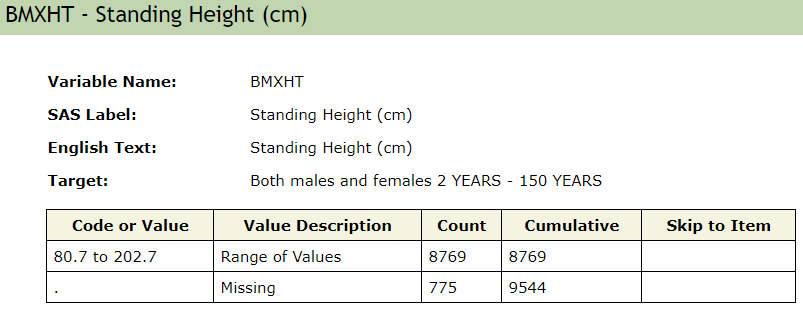 BMXHT - Standing Height (cm)
Variable Name: BMXHT
SAS Label: Standing Height (cm)
English Text: Standing Height (cm)
Target: Both males and females 2 YEARS - 150 YEARS
Code or Value Value Description Count Cumulative Skip to Item
80.7 to 202.7 Range of Values 8769 8769
. Missing 775 9544